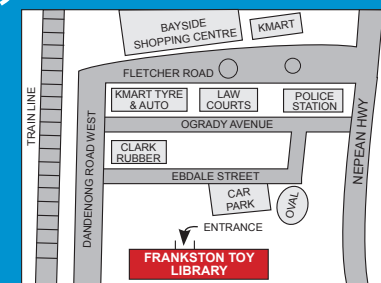 BAYSIDE
SHOPPING CENTRE
KMART
FLETCHER ROAD
KMART TYRE
& AUTO
LAW
COURTS
POLICE
STATION
TRAIN LINE
OGRADY AVENUE
DANDENONG ROAD WEST
NEPEAN HWY
CLARK
RUBBER
EBDALE STREET
CAR
PARK
OVAL
ENTRANCE
FRANKSTON TOY
LIBRARY